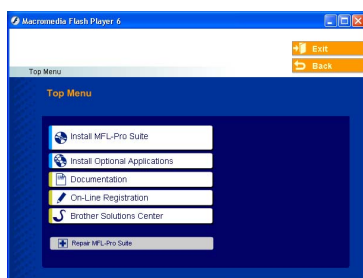 Macromedia Flash Player 6
Exit
Back
Top Menu
Top Menu
Install MFL-Pro Suite
Install Optional Applications
Documentation
On-Line Registration
Brother Solutions Center
Repair MFL-Pro Suite